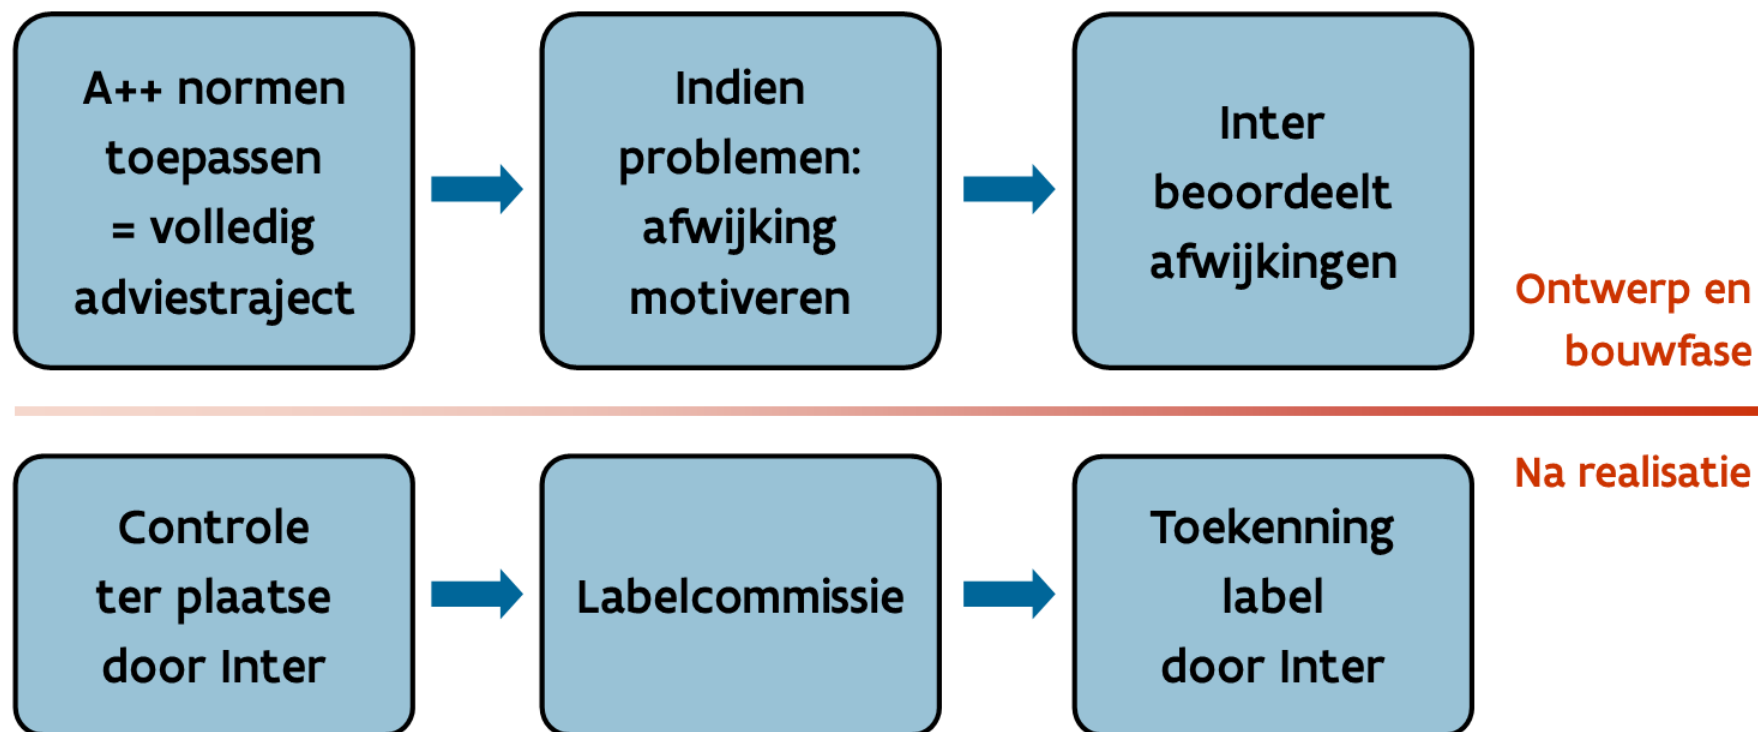 A++ normen
toepassen
= volledig
adviestraject
Indien
problemen:
afwijking
motiveren
Inter
beoordeelt
afwijkingen
Ontwerp en
bouwfase
Na realisatie
Controle
ter plaatse
door Inter
Labelcommissie
Toekenning
label
door Inter